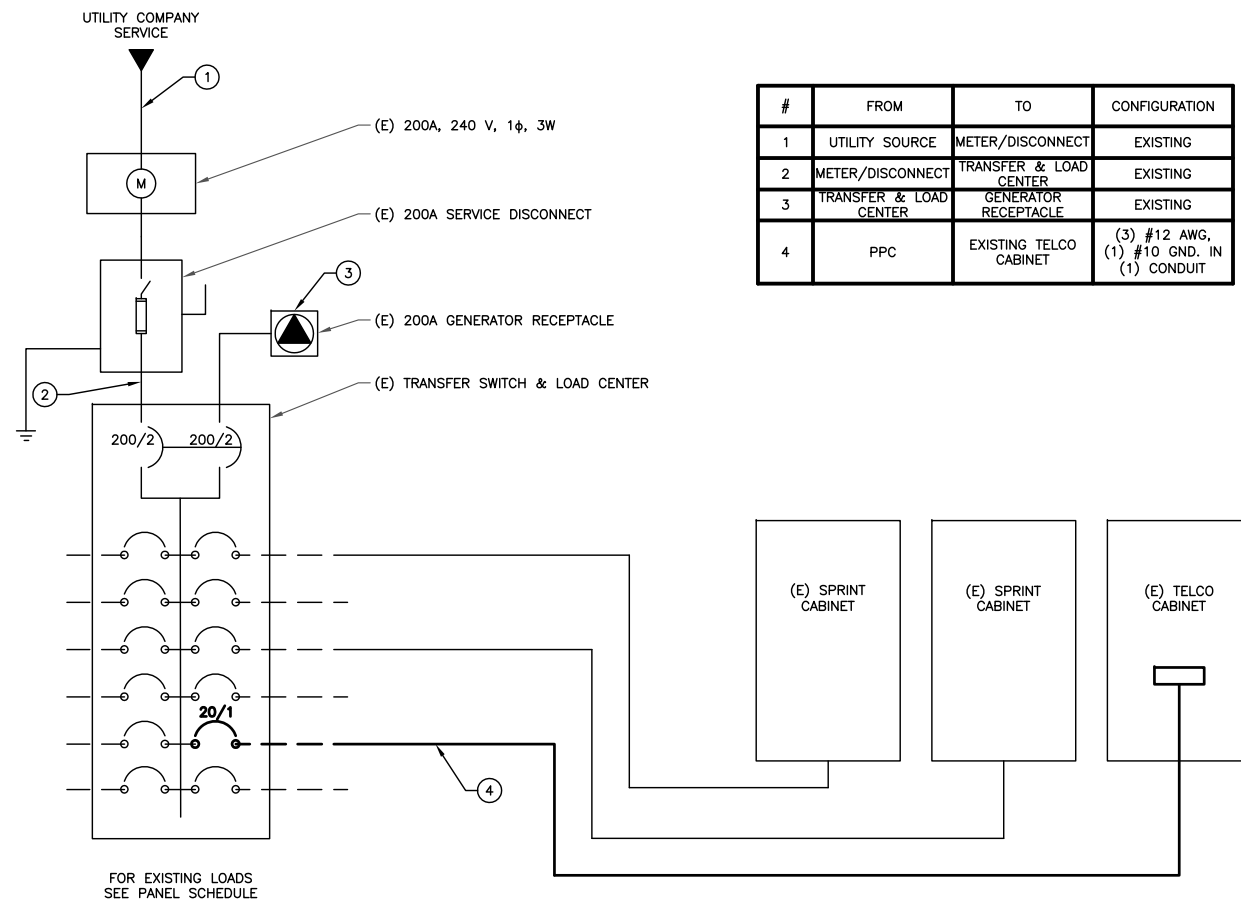 UTILITY COMPANY
SERVICE
1
(E) 200A, 240 V, 1ϕ, 3W
M
(E) 200A SERVICE DISCONNECT
3
(E) 200A GENERATOR RECEPTACLE
2
(E) TRANSFER SWITCH & LOAD CENTER
200/2 200/2
20/1
4
FOR EXISTING LOADS
SEE PANEL SCHEDULE
# FROM TO CONFIGURATION
1 UTILITY SOURCE METER/DISCONNECT EXISTING
2 METER/DISCONNECT TRANSFER & LOAD
CENTER EXISTING
3 TRANSFER & LOAD
CENTER GENERATOR
RECEPTACLE EXISTING
4 PPC EXISTING TELCO
CABINET (3) #12 AWG,
(1) #10 GND. IN
(1) CONDUIT
(E) SPRINT
CABINET
(E) SPRINT
CABINET
(E) TELCO
CABINET